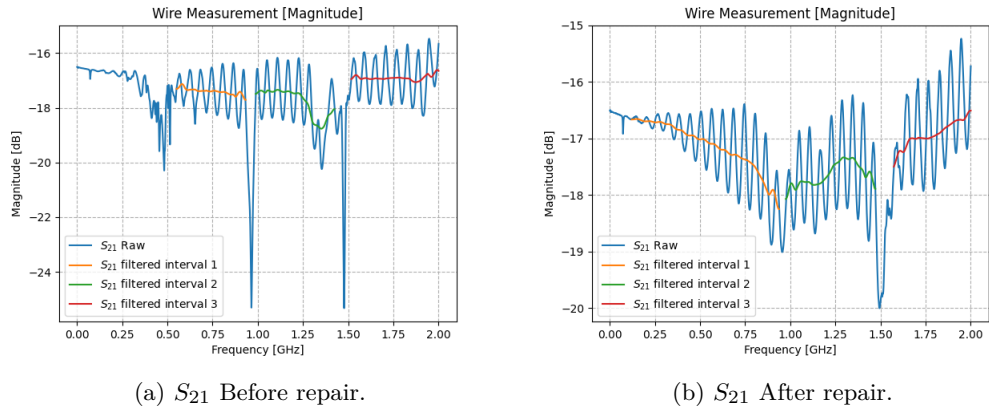 Wire Measurement [Magnitude]
Magnitude [dB]
−16
−18
−20
−22
−24
S21 Raw
S21 filtered interval 1
S21 filtered interval 2
S21 filtered interval 3
0.00 0.25 0.50 0.75 1.00 1.25 1.50 1.75 2.00
Frequency [GHz]
(a) S21 Before repair.
Wire Measurement [Magnitude]
Magnitude [dB]
−15
−16
−17
−18
−19
−20
S21 Raw
S21 filtered interval 1
S21 filtered interval 2
S21 filtered interval 3
0.00 0.25 0.50 0.75 1.00 1.25 1.50 1.75 2.00
Frequency [GHz]
(b) S21 After repair.